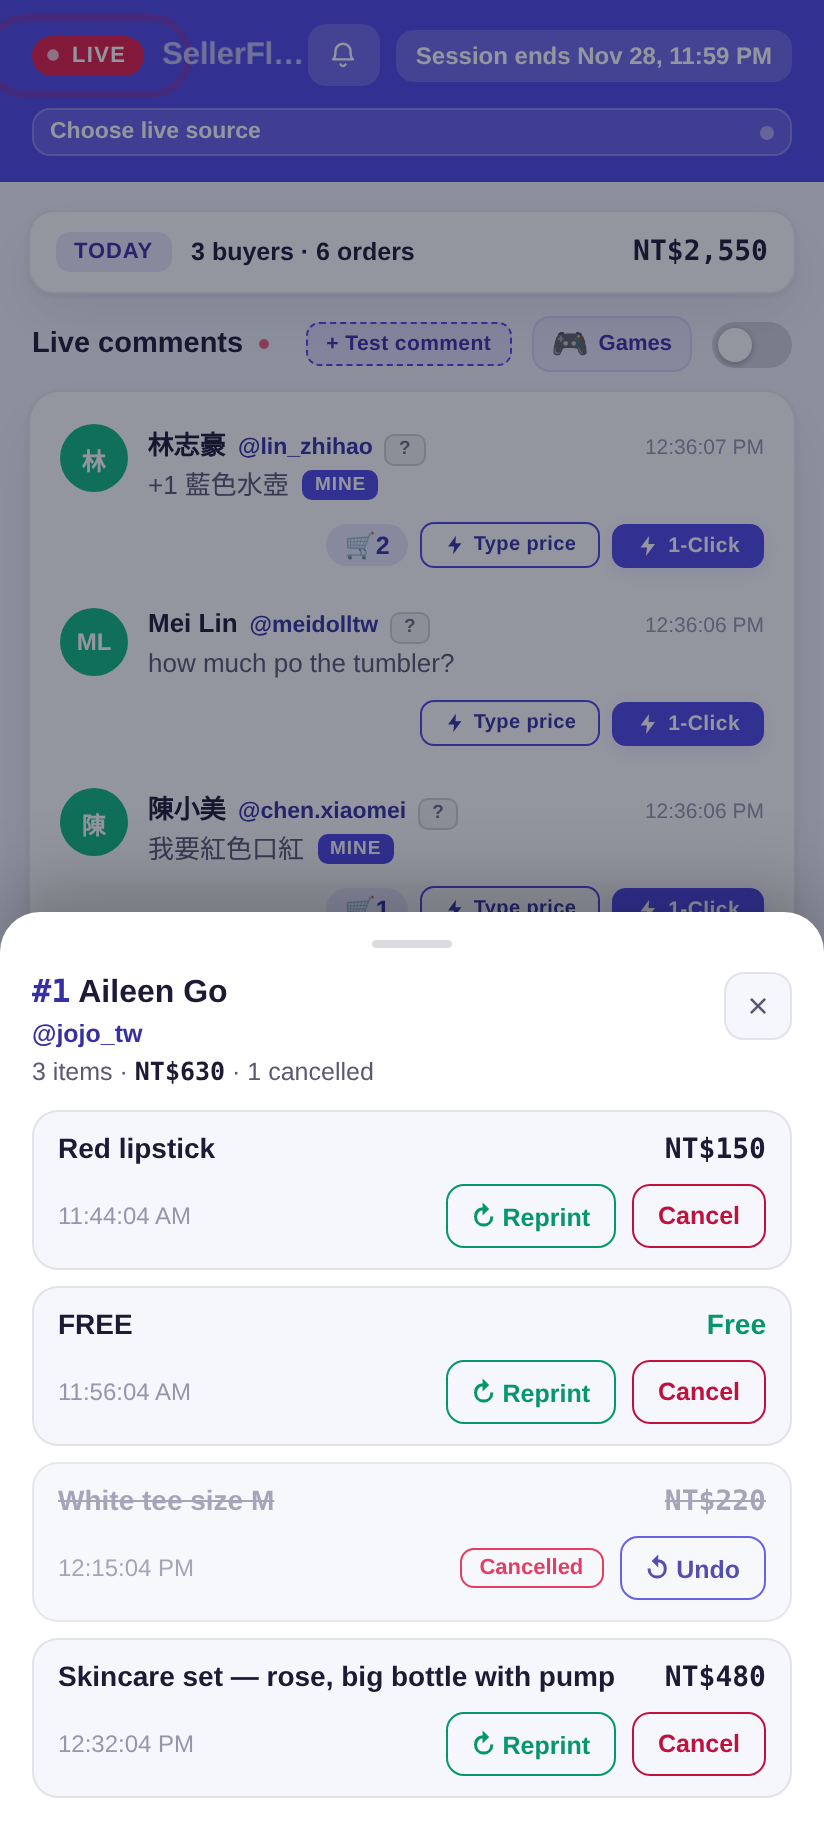 LIVE SellerFl... Session ends Nov 28, 11:59 PM
Choose live source
TODAY 3 buyers · 6 orders NT$2,550
Live comments + Test comment 🎮 Games
林 林志豪 @lin_zhihao ? 12:36:07 PM
+1 藍色水壺 MINE
🛒2 Type price 1-Click
ML Mei Lin @meidolltw ? 12:36:06 PM
how much po the tumbler?
Type price 1-Click
陳 陳小美 @chen.xiaomei ? 12:36:06 PM
我要紅色口紅 MINE
🛒1 Type price 1-Click
#1 Aileen Go
@jojo_tw
3 items · NT$630 · 1 cancelled
Red lipstick NT$150
11:44:04 AM Reprint Cancel
FREE Free
11:56:04 AM Reprint Cancel
White tee size M NT$220
12:15:04 PM Cancelled Undo
Skincare set — rose, big bottle with pump NT$480
12:32:04 PM Reprint Cancel